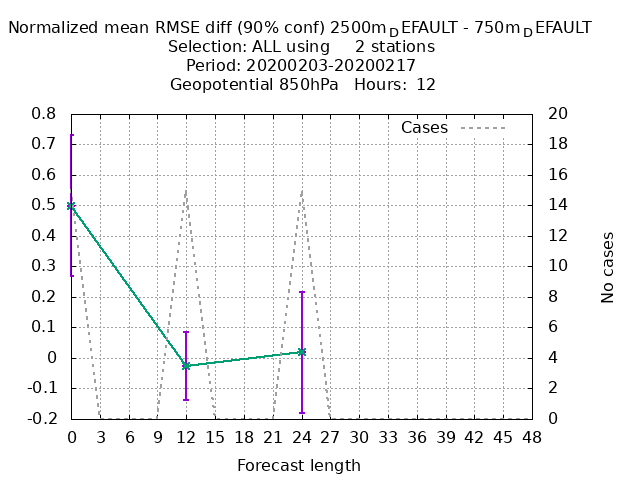 Normalized mean RMSE diff (90% conf) 2500mDEFAULT - 750mDEFAULT
Selection: ALL using     2 stations
Period: 20200203-20200217
Geopotential 850hPa   Hours:  12
0.8
0.7
0.6
0.5
0.4
0.3
0.2
0.1
0
-0.1
-0.2
Cases
20
18
16
14
12
10
8
6
4
2
0
No cases
0 3 6 9 12 15 18 21 24 27 30 33 36 39 42 45 48
Forecast length